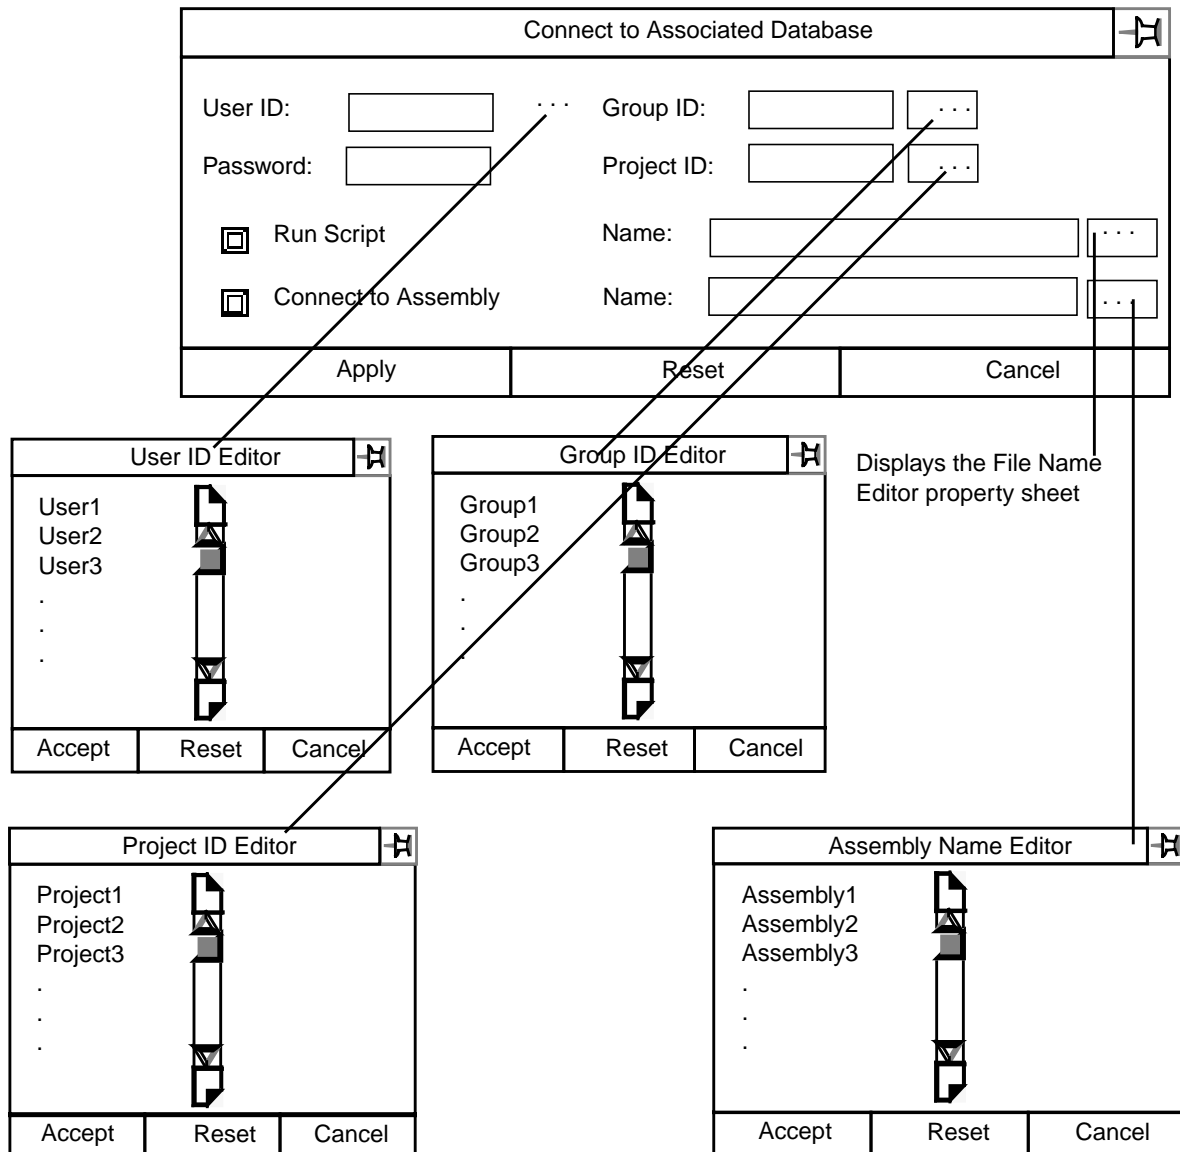 Connect to Associated Database
User ID: . . . Group ID: . . .
Password: Project ID: . . .
Run Script Name: . . .
Connect to Assembly Name: . . .
Apply Reset Cancel
User ID Editor
User1
User2
User3
.
.
.
Accept Reset Cancel
Group ID Editor
Group1
Group2
Group3
.
.
.
Accept Reset Cancel
Displays the File Name
Editor property sheet
Project ID Editor
Project1
Project2
Project3
.
.
.
Accept Reset Cancel
Assembly Name Editor
Assembly1
Assembly2
Assembly3
.
.
.
Accept Reset Cancel